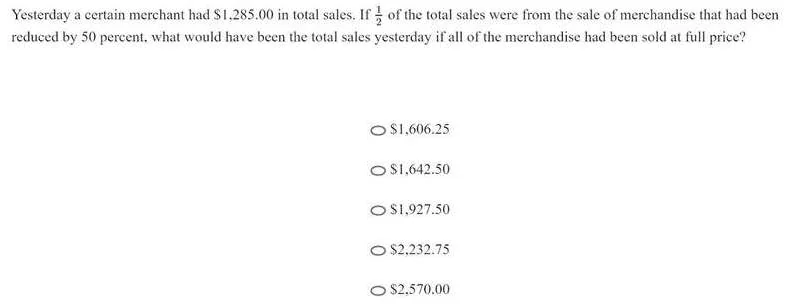 Yesterday a certain merchant had $1,285.00 in total sales. If 1/2 of the total sales were from the sale of merchandise that had been
reduced by 50 percent, what would have been the total sales yesterday if all of the merchandise had been sold at full price?
$1,606.25
$1,642.50
$1,927.50
$2,232.75
$2,570.00